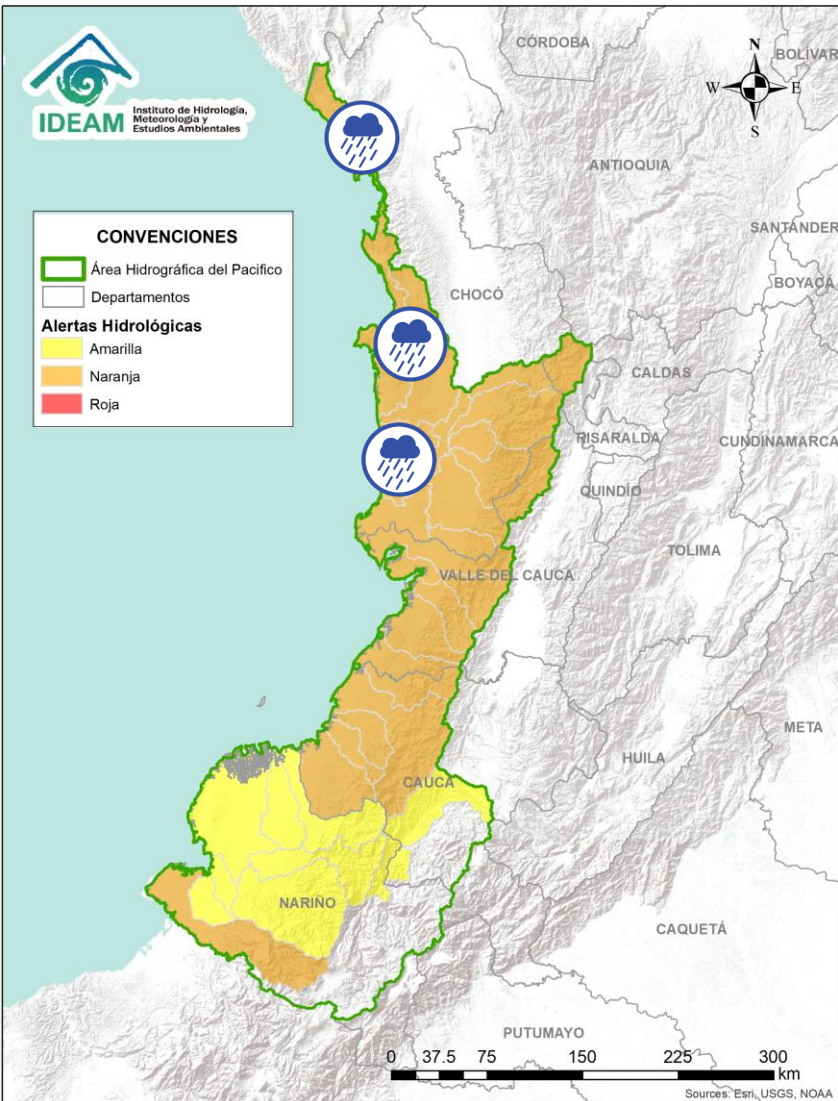 IDEAM
Instituto de Hidrología,
Meteorología y
Estudios Ambientales
CONVENCIONES
Área Hidrográfica del Pacifico
Departamentos
Alertas Hidrológicas
Amarilla
Naranja
Roja
N
W E
S
CÓRDOBA
BOLÍVAR
ANTIOQUIA
SANTANDER
BOYACÁ
CHOCÓ
CALDAS
RISARALDA
CUNDINAMARCA
QUINDÍO
TOLIMA
VALLE DEL CAUCA
META
HUILA
CAUCA
NARIÑO
CAQUETÁ
PUTUMAYO
0 37.5 75 150 225 300
km
Sources: Esri, USGS, NOAA